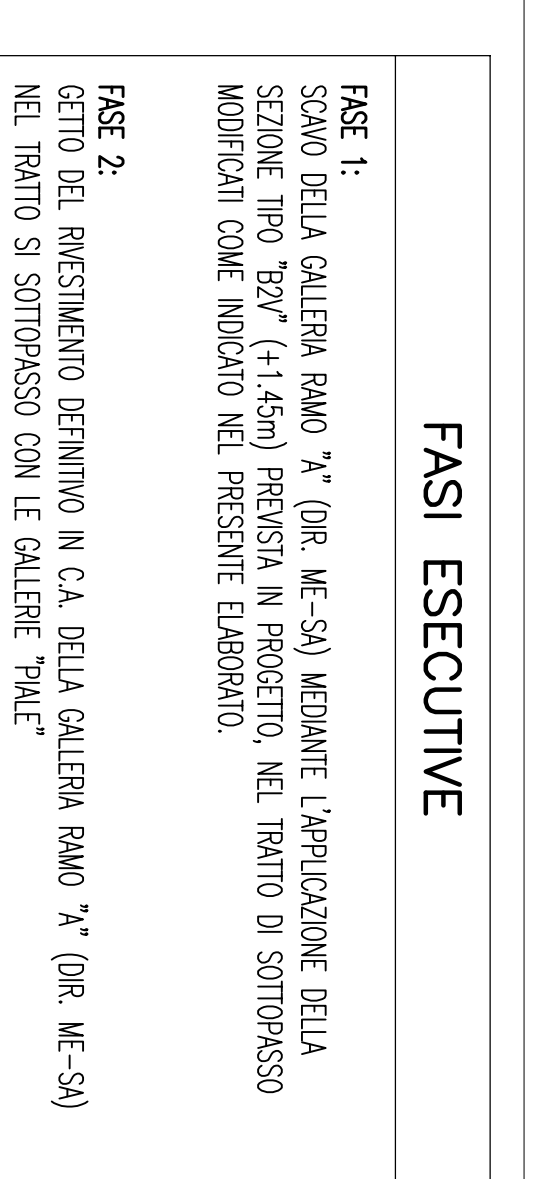 FASI ESECUTIVE
FASE 1:
SCAVO DELLA GALLERIA RAMO "A" (DIR. ME-SA) MEDIANTE L'APPLICAZIONE DELLA
SEZIONE TIPO "B2V" (+1.45m) PREVISTA IN PROGETTO, NEL TRATTO DI SOTTOPASSO
MODIFICATI COME INDICATO NEL PRESENTE ELABORATO.
FASE 2:
GETTO DEL RIVESTIMENTO DEFINITIVO IN C.A. DELLA GALLERIA RAMO "A" (DIR. ME-SA)
NEL TRATTO SI SOTTOPASSO CON LE GALLERIE "PIALE"